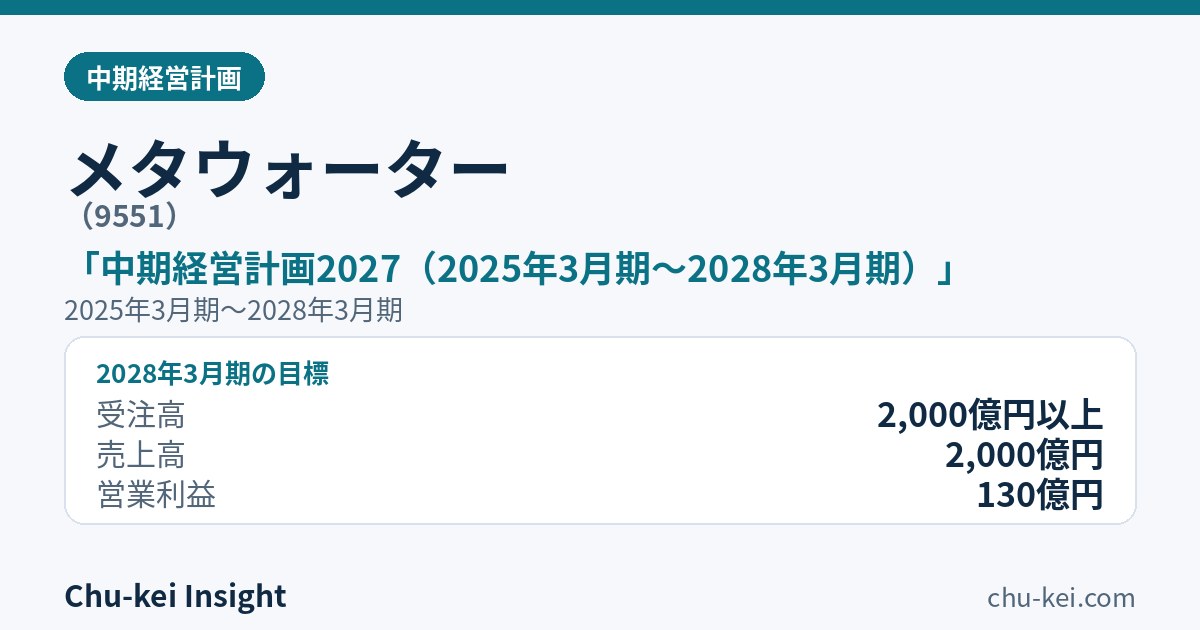 中期経営計画
メタウォーター
（9551）
「中期経営計画2027（2025年3月期～2028年3月期）」
2025年3月期～2028年3月期
2028年3月期の目標
受注高 2,000億円以上
売上高 2,000億円
営業利益 130億円
Chu-kei Insight chu-kei.com